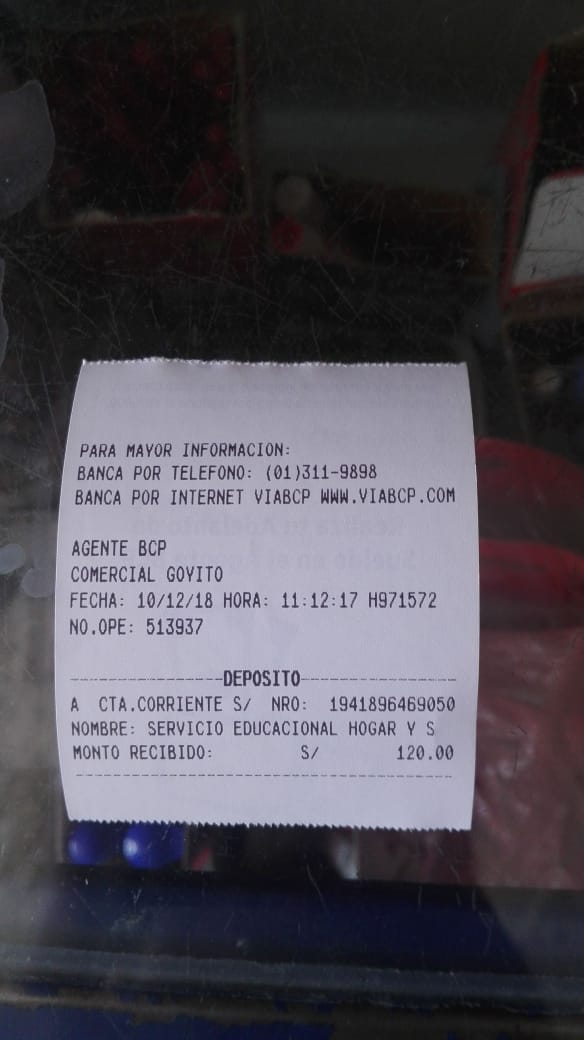 PARA MAYOR INFORMACION:
BANCA POR TELEFONO: (01)311-9898
BANCA POR INTERNET VIABCP WWW.VIABCP.COM
AGENTE BCP
COMERCIAL GOYITO
FECHA: 10/12/18 HORA: 11:12:17 H971572
NO.OPE: 513937
--------------------DEPOSITO--------------------
A CTA.CORRIENTE S/ NRO: 1941896469050
NOMBRE: SERVICIO EDUCACIONAL HOGAR Y S
MONTO RECIBIDO: S/ 120.00